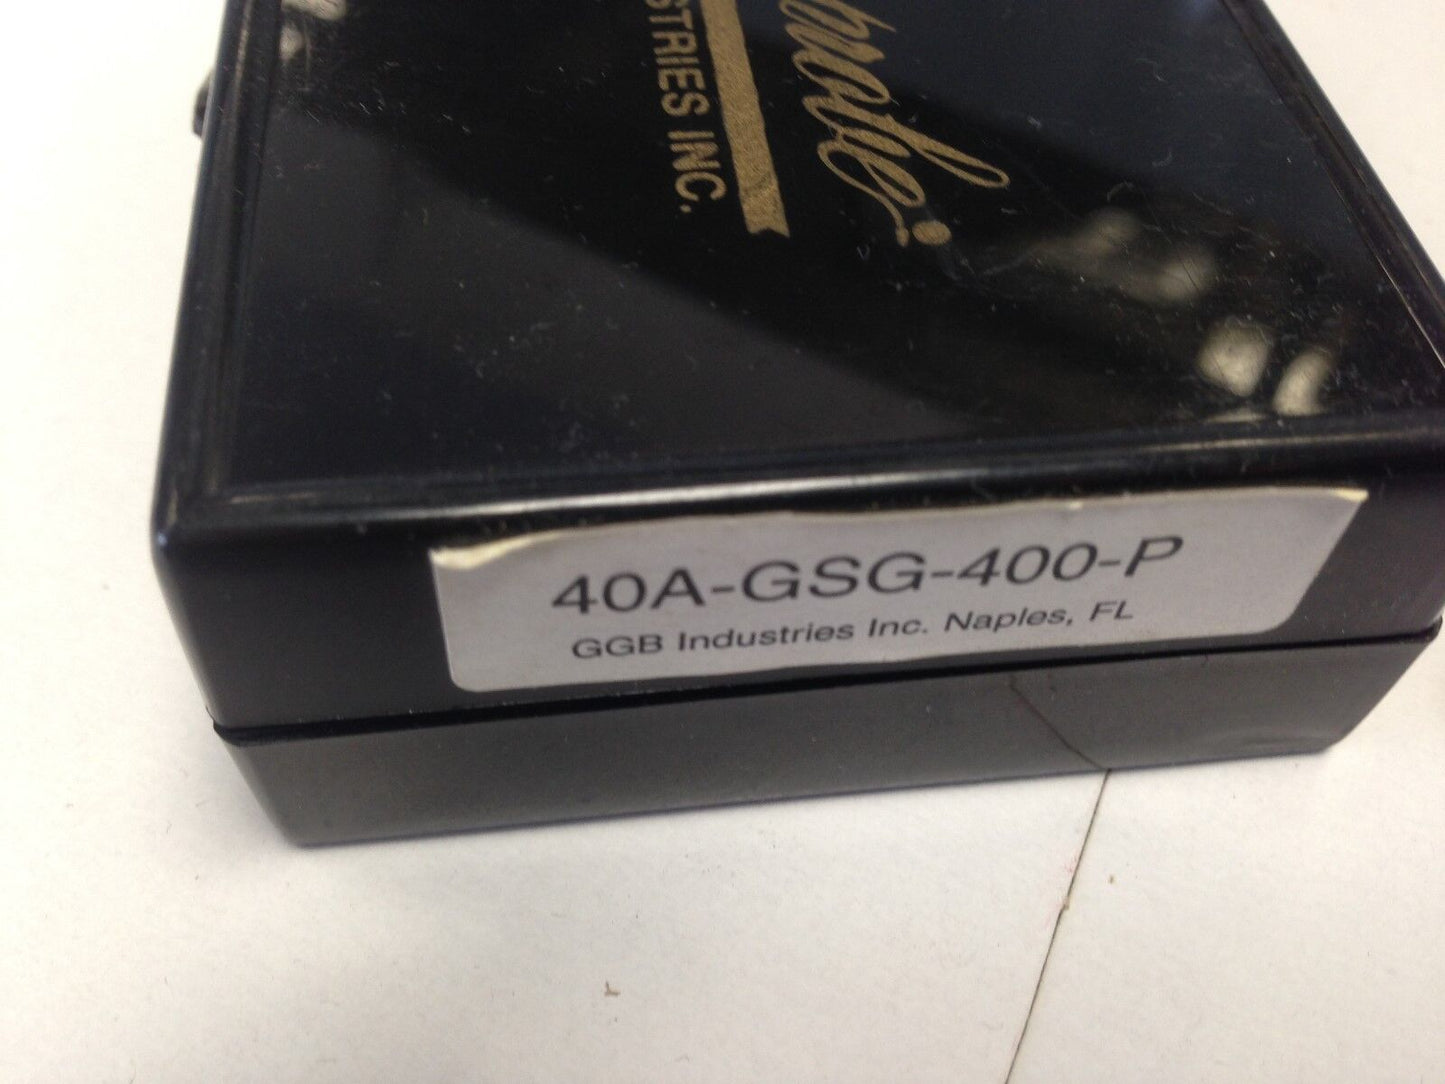 STRIES INC.
40A-GSG-400-P
GGB Industries Inc. Naples, FL